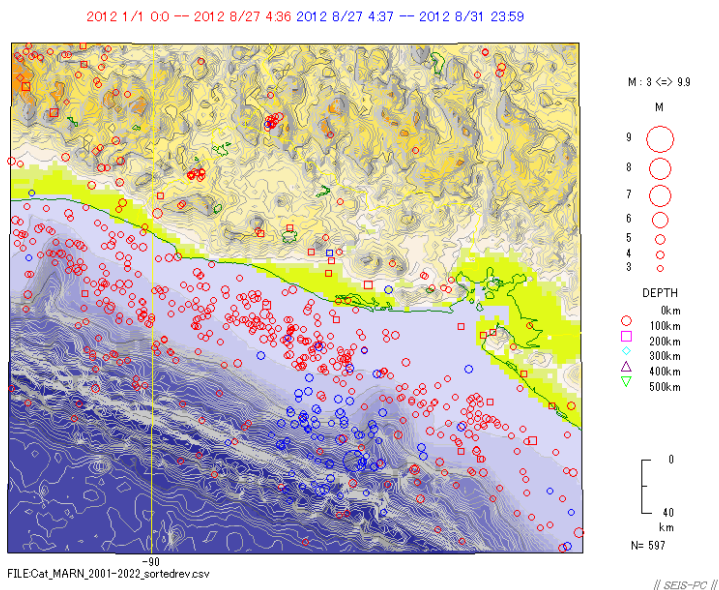 2012 1/1 0:0 -- 2012 8/27 4:36 2012 8/27 4:37 -- 2012 8/31 23:59
M : 3 <=> 9.9
M
9
8
7
6
5
4
3
DEPTH
0km
100km
200km
300km
400km
500km
0
40
km
N= 597
-90
FILE:Cat_MARN_2001-2022_sortedrev.csv
// SEIS-PC //